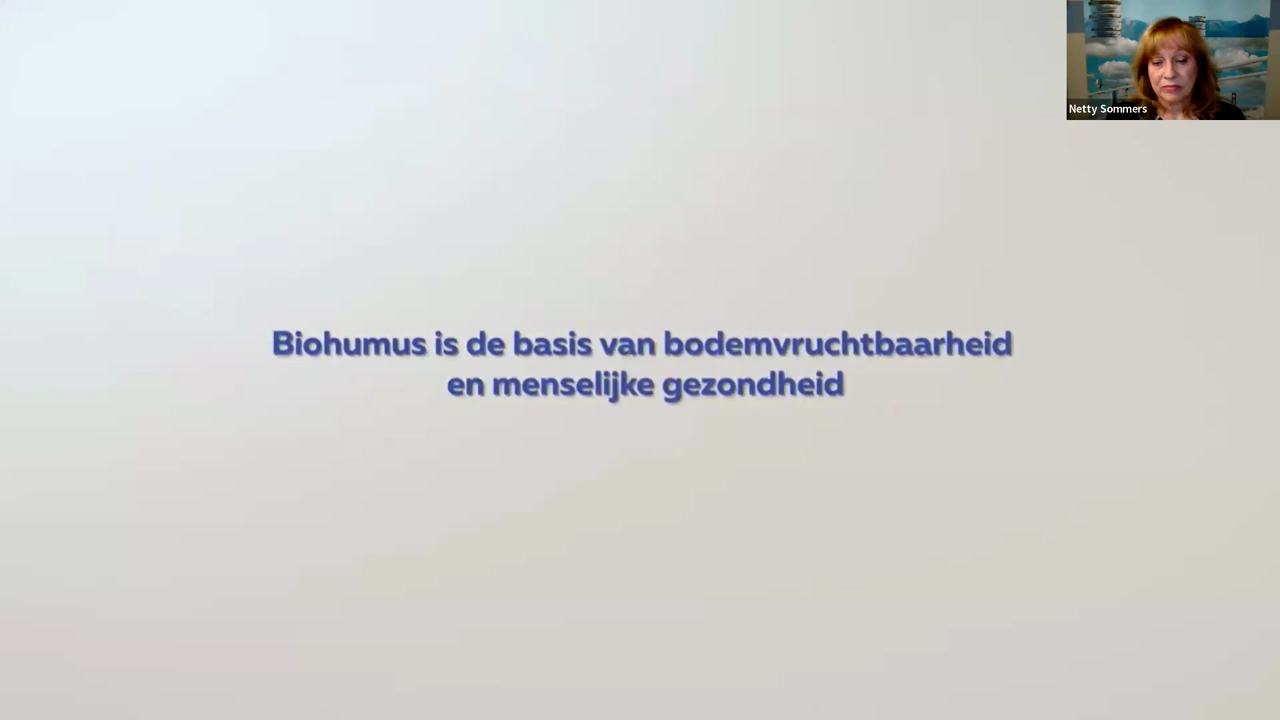 Netty Sommers
Biohumus is de basis van bodemvruchtbaarheid
en menselijke gezondheid